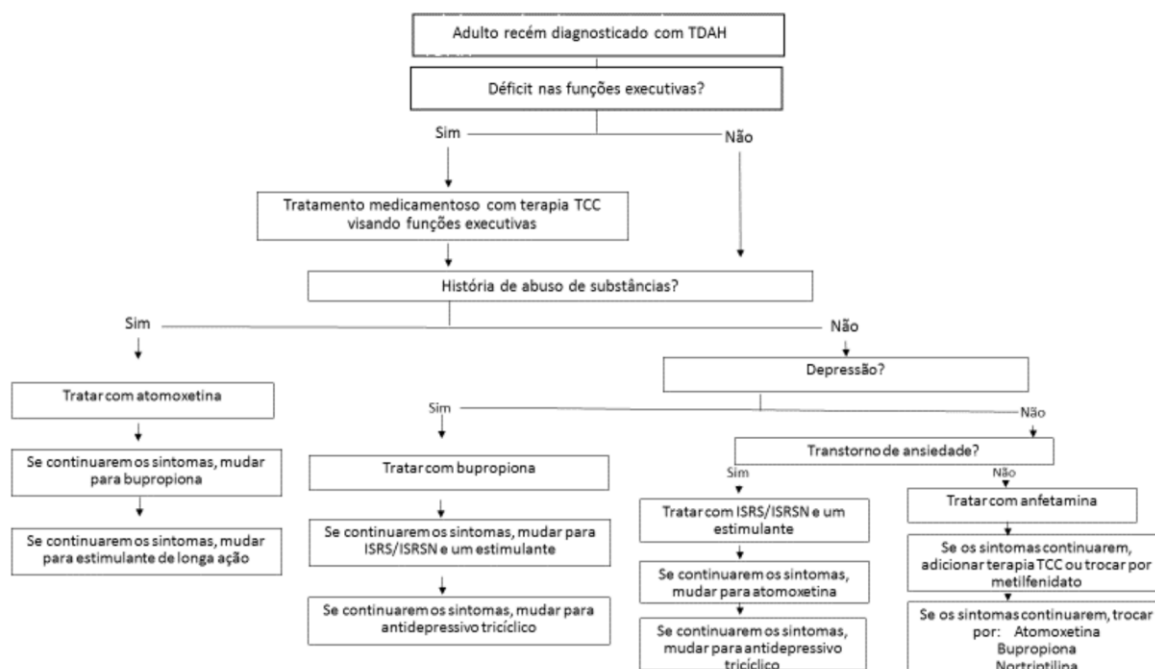 Adulto recém diagnosticado com TDAH
Déficit nas funções executivas?
Sim
Não
Tratamento medicamentoso com terapia TCC
visando funções executivas
História de abuso de substâncias?
Sim
Não
Tratar com atomoxetina
Se continuarem os sintomas, mudar
para bupropiona
Se continuarem os sintomas, mudar
para estimulante de longa ação
Depressão?
Sim
Não
Tratar com bupropiona
Se continuarem os sintomas, mudar para
ISRS/ISRSN e um estimulante
Se continuarem os sintomas, mudar para
antidepressivo tricíclico
Transtorno de ansiedade?
Sim
Não
Tratar com ISRS/ISRSN e um
estimulante
Se continuarem os sintomas,
mudar para atomoxetina
Se continuarem os sintomas,
mudar para antidepressivo
tricíclico
Tratar com anfetamina
Se os sintomas continuarem,
adicionar terapia TCC ou trocar por
metilfenidato
Se os sintomas continuarem, trocar
por: Atomoxetina
Bupropiona
Nortriptilina